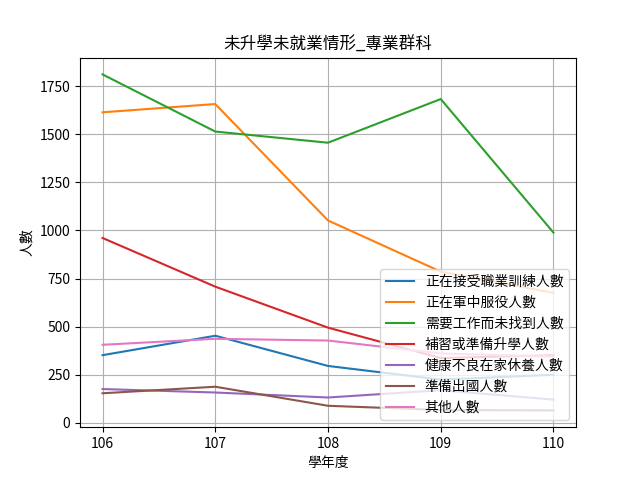 未升學未就業情形_專業群科
1750
1500
1250
1000
750
500
250
0
人數
正在接受職業訓練人數
正在軍中服役人數
需要工作而未找到人數
補習或準備升學人數
健康不良在家休養人數
準備出國人數
其他人數
106 107 108 109 110
學年度